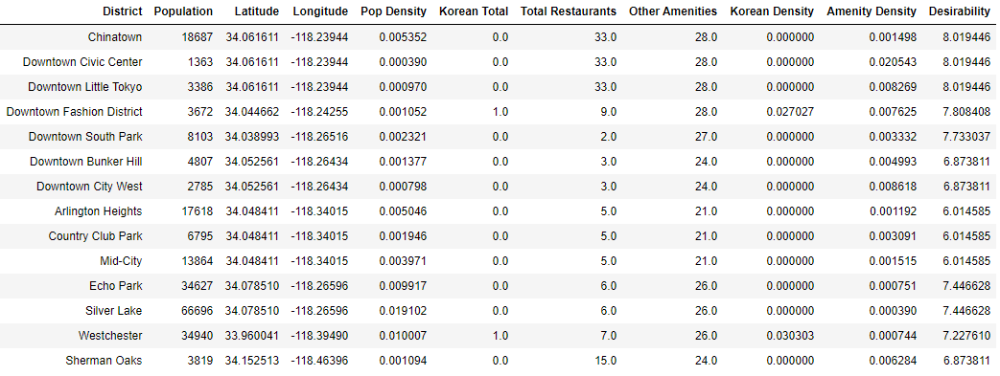 District Population Latitude Longitude Pop Density Korean Total Total Restaurants Other Amenities Korean Density Amenity Density Desirability
Chinatown 18687 34.061611 -118.23944 0.005352 0.0 33.0 28.0 0.000000 0.001498 8.019446
Downtown Civic Center 1363 34.061611 -118.23944 0.000390 0.0 33.0 28.0 0.000000 0.020543 8.019446
Downtown Little Tokyo 3386 34.061611 -118.23944 0.000970 0.0 33.0 28.0 0.000000 0.008269 8.019446
Downtown Fashion District 3672 34.044662 -118.24255 0.001052 1.0 9.0 28.0 0.027027 0.007625 7.808408
Downtown South Park 8103 34.038993 -118.26516 0.002321 0.0 2.0 27.0 0.000000 0.003332 7.733037
Downtown Bunker Hill 4807 34.052561 -118.26434 0.001377 0.0 3.0 24.0 0.000000 0.004993 6.873811
Downtown City West 2785 34.052561 -118.26434 0.000798 0.0 3.0 24.0 0.000000 0.008618 6.873811
Arlington Heights 17618 34.048411 -118.34015 0.005046 0.0 5.0 21.0 0.000000 0.001192 6.014585
Country Club Park 6795 34.048411 -118.34015 0.001946 0.0 5.0 21.0 0.000000 0.003091 6.014585
Mid-City 13864 34.048411 -118.34015 0.003971 0.0 5.0 21.0 0.000000 0.001515 6.014585
Echo Park 34627 34.078510 -118.26596 0.009917 0.0 6.0 26.0 0.000000 0.000751 7.446628
Silver Lake 66696 34.078510 -118.26596 0.019102 0.0 6.0 26.0 0.000000 0.000390 7.446628
Westchester 34940 33.960041 -118.39490 0.010007 1.0 7.0 26.0 0.030303 0.000744 7.227610
Sherman Oaks 3819 34.152513 -118.46396 0.001094 0.0 15.0 24.0 0.000000 0.006284 6.873811